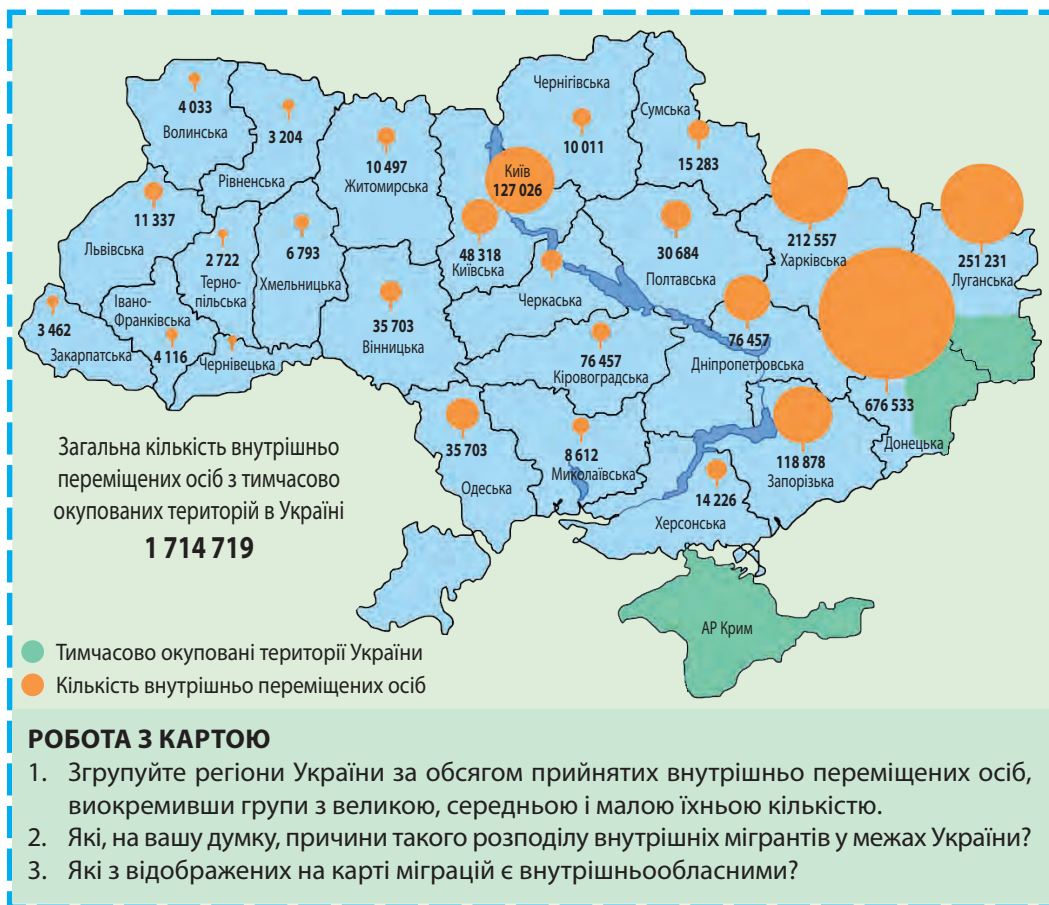 4 033
Волинська
3 204
Рівненська
10 497
Житомирська
Чернігівська
10 011
Сумська
15 283
Київ
127 026
11 337
Львівська
2 722
Терно-
пільська
6 793
Хмельницька
48 318
Київська
Черкаська
30 684
Полтавська
212 557
Харківська
251 231
Луганська
3 462
Закарпатська
Івано-
Франківська
4 116
Чернівецька
35 703
Вінницька
76 457
Кіровоградська
76 457
Дніпропетровська
676 533
Донецька
35 703
Одеська
8 612
Миколаївська
118 878
Запорізька
14 226
Херсонська
АР Крим
Загальна кількість внутрішньо
переміщених осіб з тимчасово
окупованих територій в Україні
1 714 719
Тимчасово окуповані території України
Кількість внутрішньо переміщених осіб
РОБОТА З КАРТОЮ
1. Згрупуйте регіони України за обсягом прийнятих внутрішньо переміщених осіб,
виокремивши групи з великою, середньою і малою їхньою кількістю.
2. Які, на вашу думку, причини такого розподілу внутрішніх мігрантів у межах України?
3. Які з відображених на карті міграцій є внутрішньообласними?